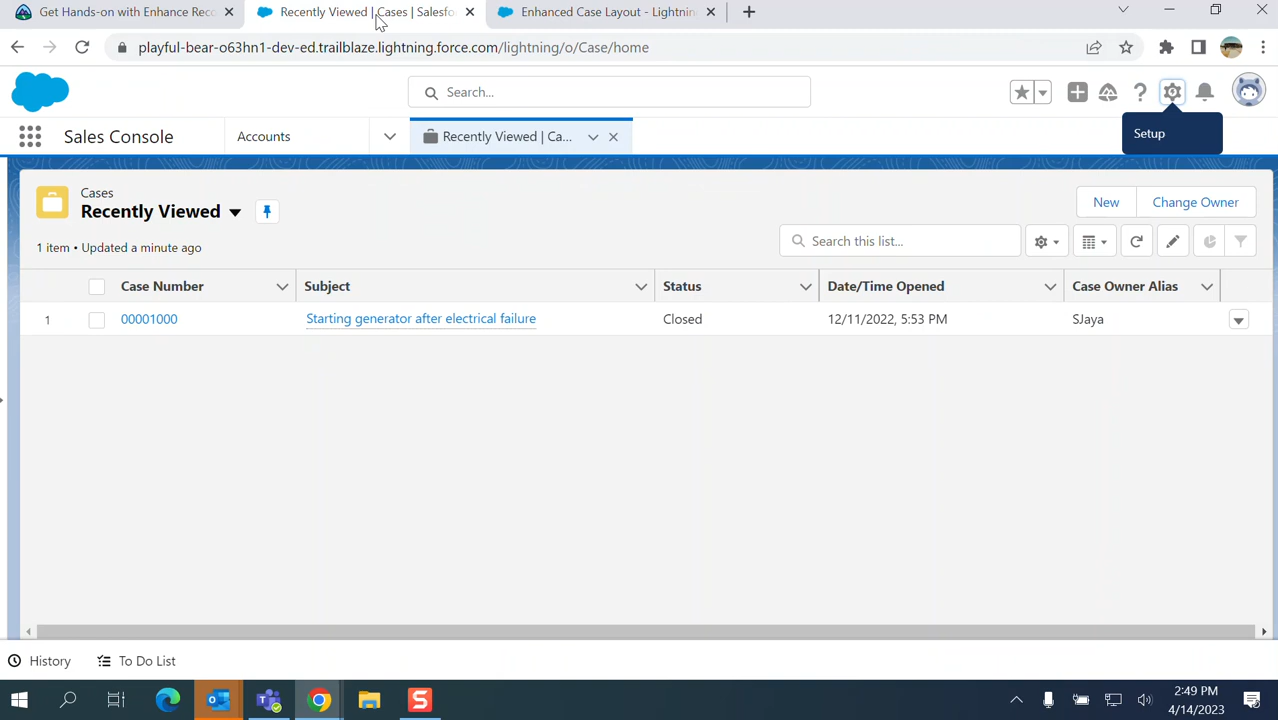 Get Hands-on with Enhance Reco
Recently Viewed | Cases | Salesfo
Enhanced Case Layout - Lightnin
playful-bear-o63hn1-dev-ed.trailblaze.lightning.force.com/lightning/o/Case/home
Search...
Sales Console
Accounts
Recently Viewed | Ca...
Setup
Cases
Recently Viewed
New
Change Owner
1 item • Updated a minute ago
Search this list...
Case Number Subject Status Date/Time Opened Case Owner Alias
1 00001000 Starting generator after electrical failure Closed 12/11/2022, 5:53 PM SJaya
History
To Do List
2:49 PM
4/14/2023